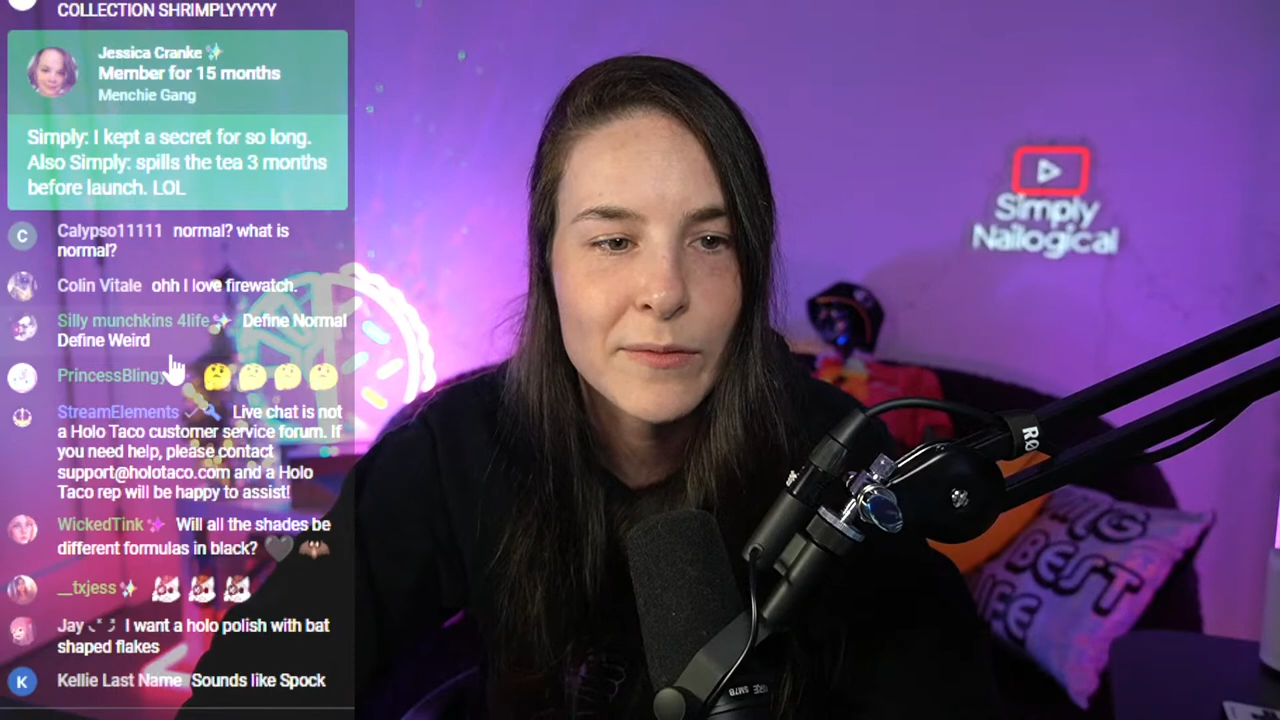 COLLECTION SHRIMPLYYYYY
Jessica Cranke
Member for 15 months
Menchie Gang
Simply: I kept a secret for so long.
Also Simply: spills the tea 3 months
before launch. LOL
C
Calypso11111 normal? what is
normal?
Colin Vitale ohh I love firewatch.
Silly munchkins 4life Define Normal
Define Weird
PrincessBlingy
StreamElements Live chat is not
a Holo Taco customer service forum. If
you need help, please contact
support@holotaco.com and a Holo
Taco rep will be happy to assist!
WickedTink Will all the shades be
different formulas in black?
__txjess
Jay I want a holo polish with bat
shaped flakes
K
Kellie Last Name Sounds like Spock
Simply
Nailogical
BEST
SM7B